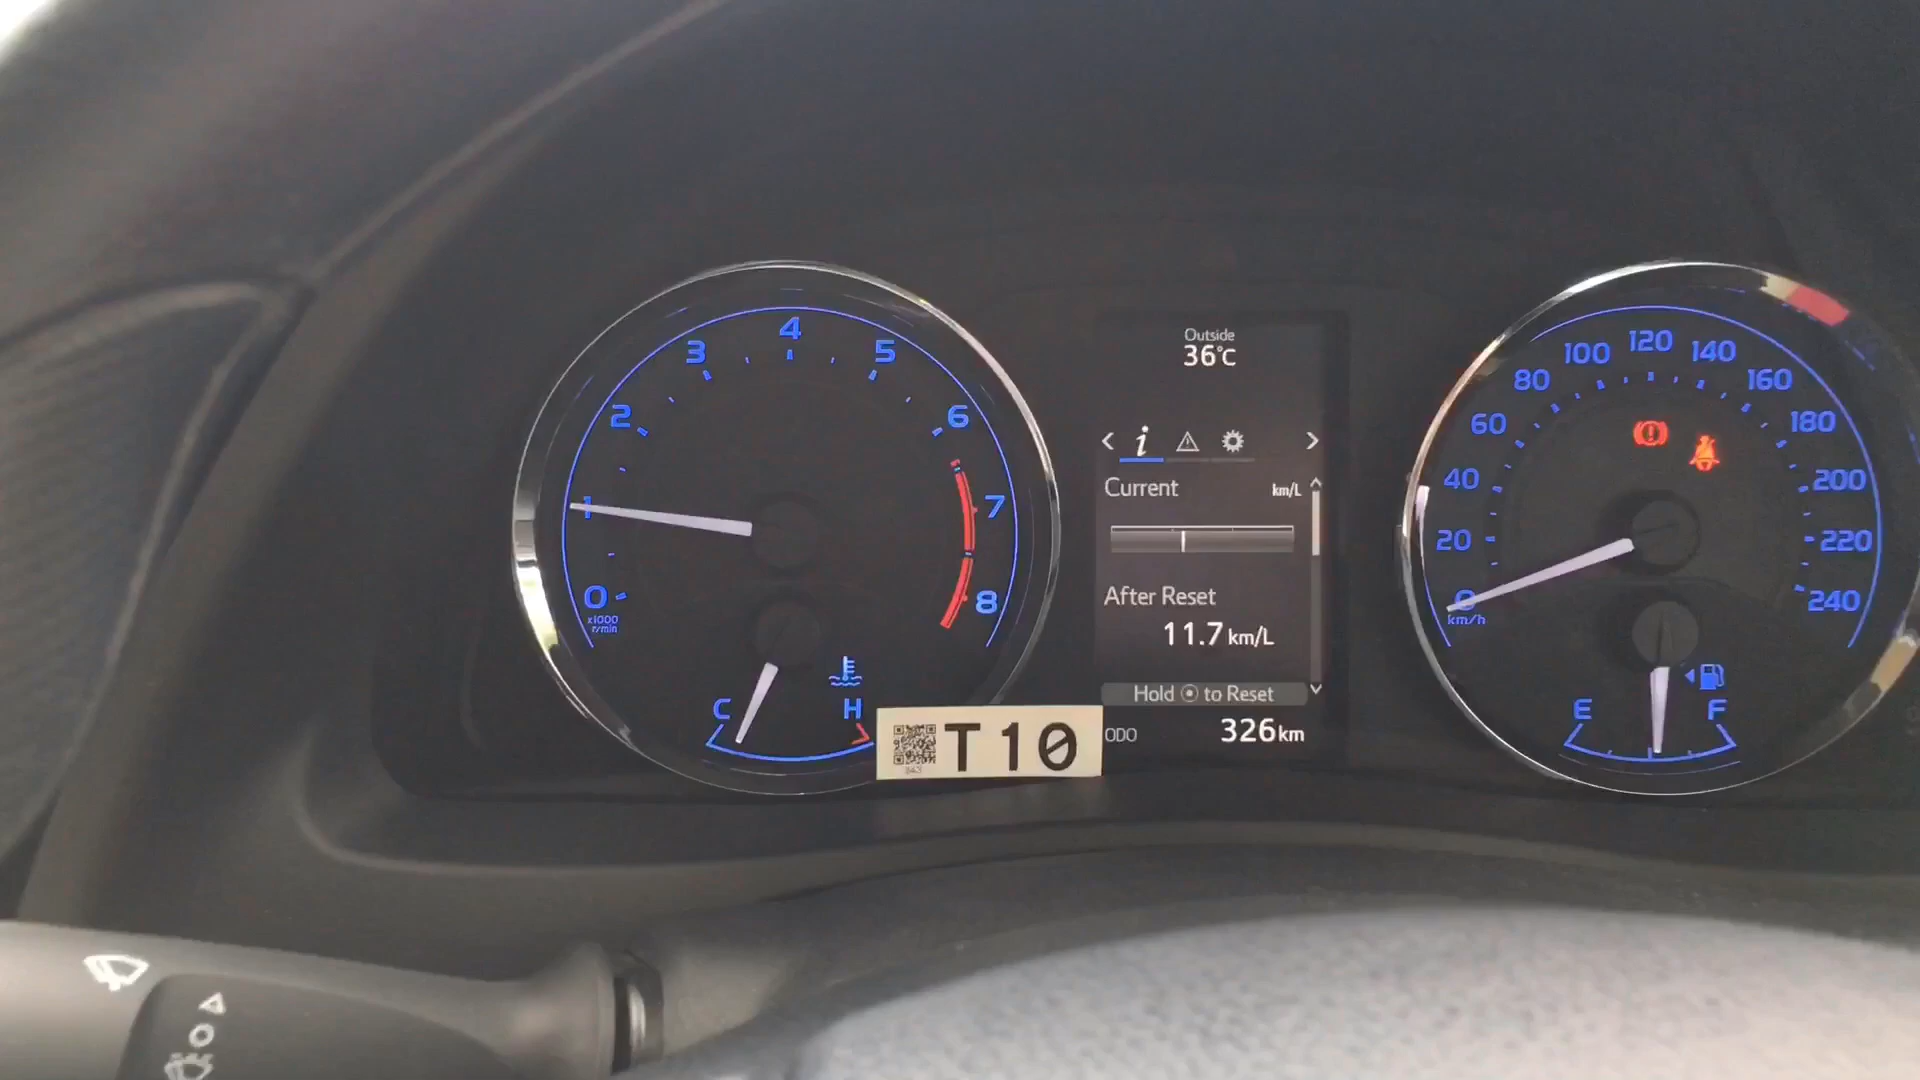 0
1
2
3
4
5
6
7
8
x1000
r/min
C
H
T10
Outside
36°C
i
Current km/L
After Reset
11.7 km/L
Hold to Reset
ODO 326 km
0
20
40
60
80
100
120
140
160
180
200
220
240
km/h
E
F